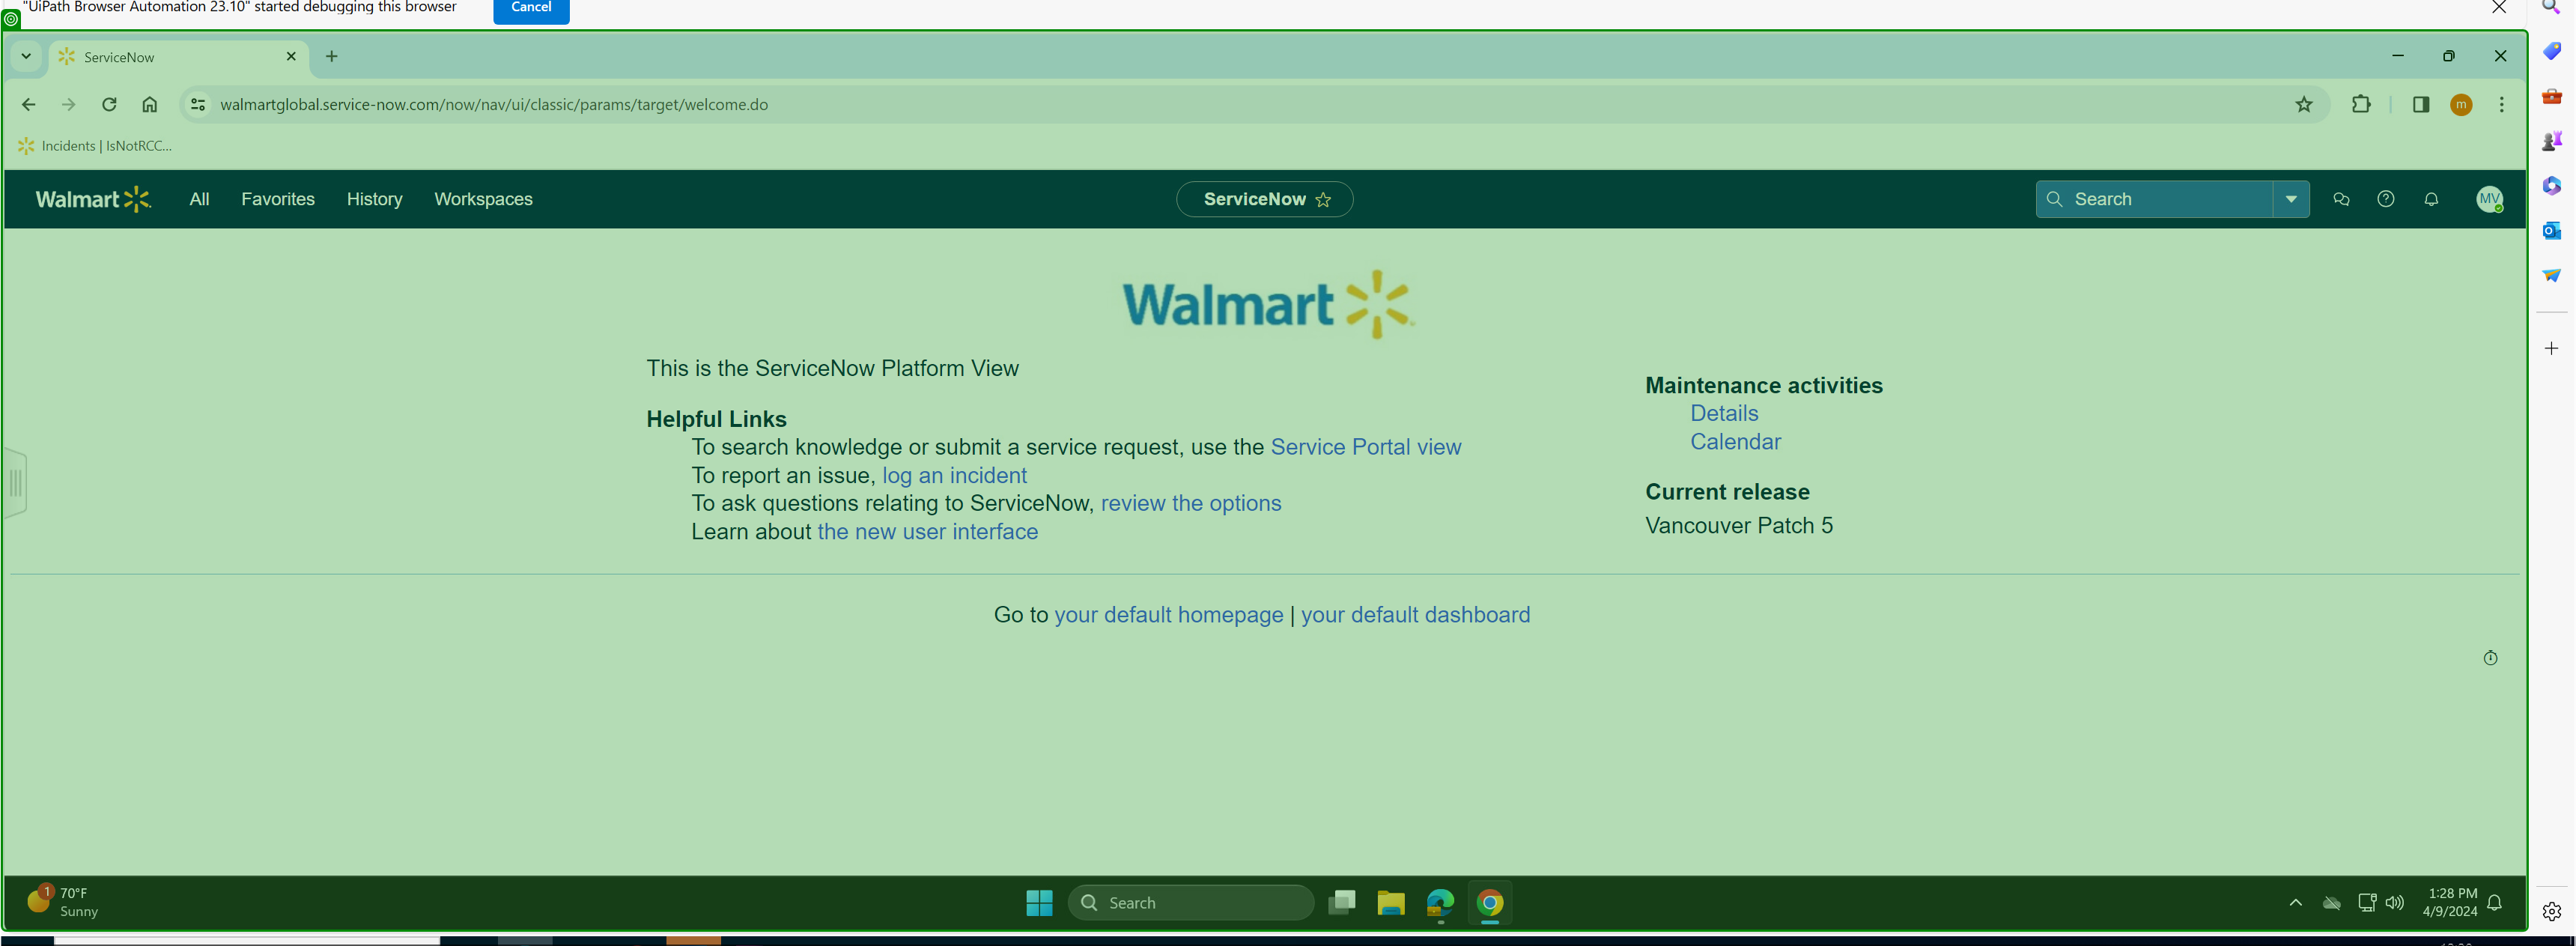 "UiPath Browser Automation 23.10" started debugging this browser
Cancel
ServiceNow
walmartglobal.service-now.com/now/nav/ui/classic/params/target/welcome.do
m
Incidents | IsNotRCC...
Walmart All Favorites History Workspaces
ServiceNow
Search
MV
Walmart
This is the ServiceNow Platform View
Helpful Links
To search knowledge or submit a service request, use the Service Portal view
To report an issue, log an incident
To ask questions relating to ServiceNow, review the options
Learn about the new user interface
Maintenance activities
Details
Calendar
Current release
Vancouver Patch 5
Go to your default homepage | your default dashboard
1
70°F
Sunny
Search
1:28 PM
4/9/2024